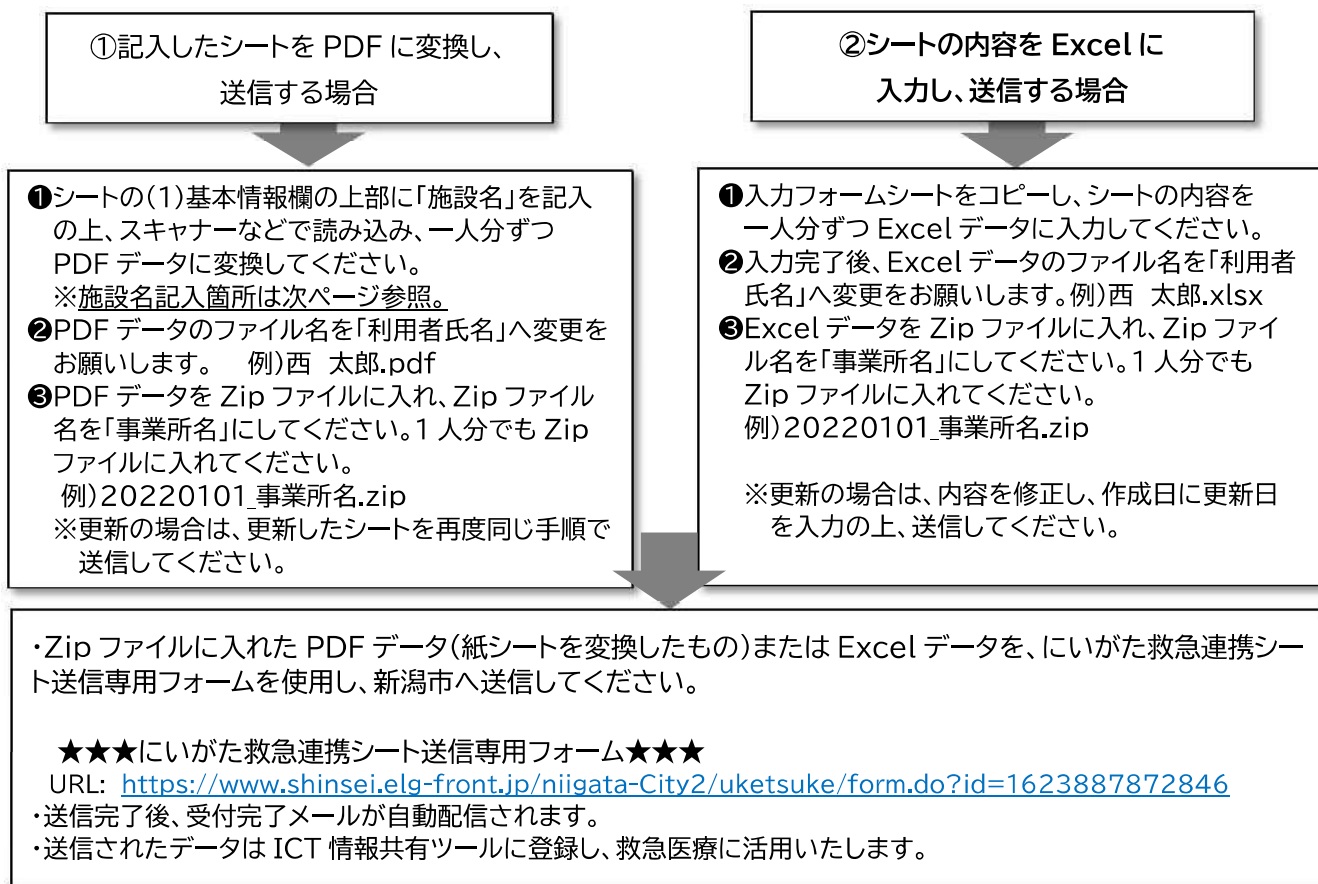 ①記入したシートを PDF に変換し、
送信する場合
❶シートの(1)基本情報欄の上部に「施設名」を記入
の上、スキャナーなどで読み込み、一人分ずつ
PDF データに変換してください。
※施設名記入箇所は次ページ参照。
❷PDF データのファイル名を「利用者氏名」へ変更を
お願いします。　例)西　太郎.pdf
❸PDF データを Zip ファイルに入れ、Zip ファイル
名を「事業所名」にしてください。1 人分でも Zip
ファイルに入れてください。
例)20220101_事業所名.zip
※更新の場合は、更新したシートを再度同じ手順で
送信してください。
②シートの内容を Excel に
入力し、送信する場合
❶入力フォームシートをコピーし、シートの内容を
一人分ずつ Excel データに入力してください。
❷入力完了後、Excel データのファイル名を「利用者
氏名」へ変更をお願いします。例)西　太郎.xlsx
❸Excel データを Zip ファイルに入れ、Zip ファイ
ル名を「事業所名」にしてください。1 人分でも
Zip ファイルに入れてください。
例)20220101_事業所名.zip
※更新の場合は、内容を修正し、作成日に更新日
を入力の上、送信してください。
・Zip ファイルに入れた PDF データ(紙シートを変換したもの)または Excel データを、にいがた救急連携シー
ト送信専用フォームを使用し、新潟市へ送信してください。
★★★にいがた救急連携シート送信専用フォーム★★★
URL: https://www.shinsei.elg-front.jp/niigata-City2/uketsuke/form.do?id=1623887872846
・送信完了後、受付完了メールが自動配信されます。
・送信されたデータは ICT 情報共有ツールに登録し、救急医療に活用いたします。